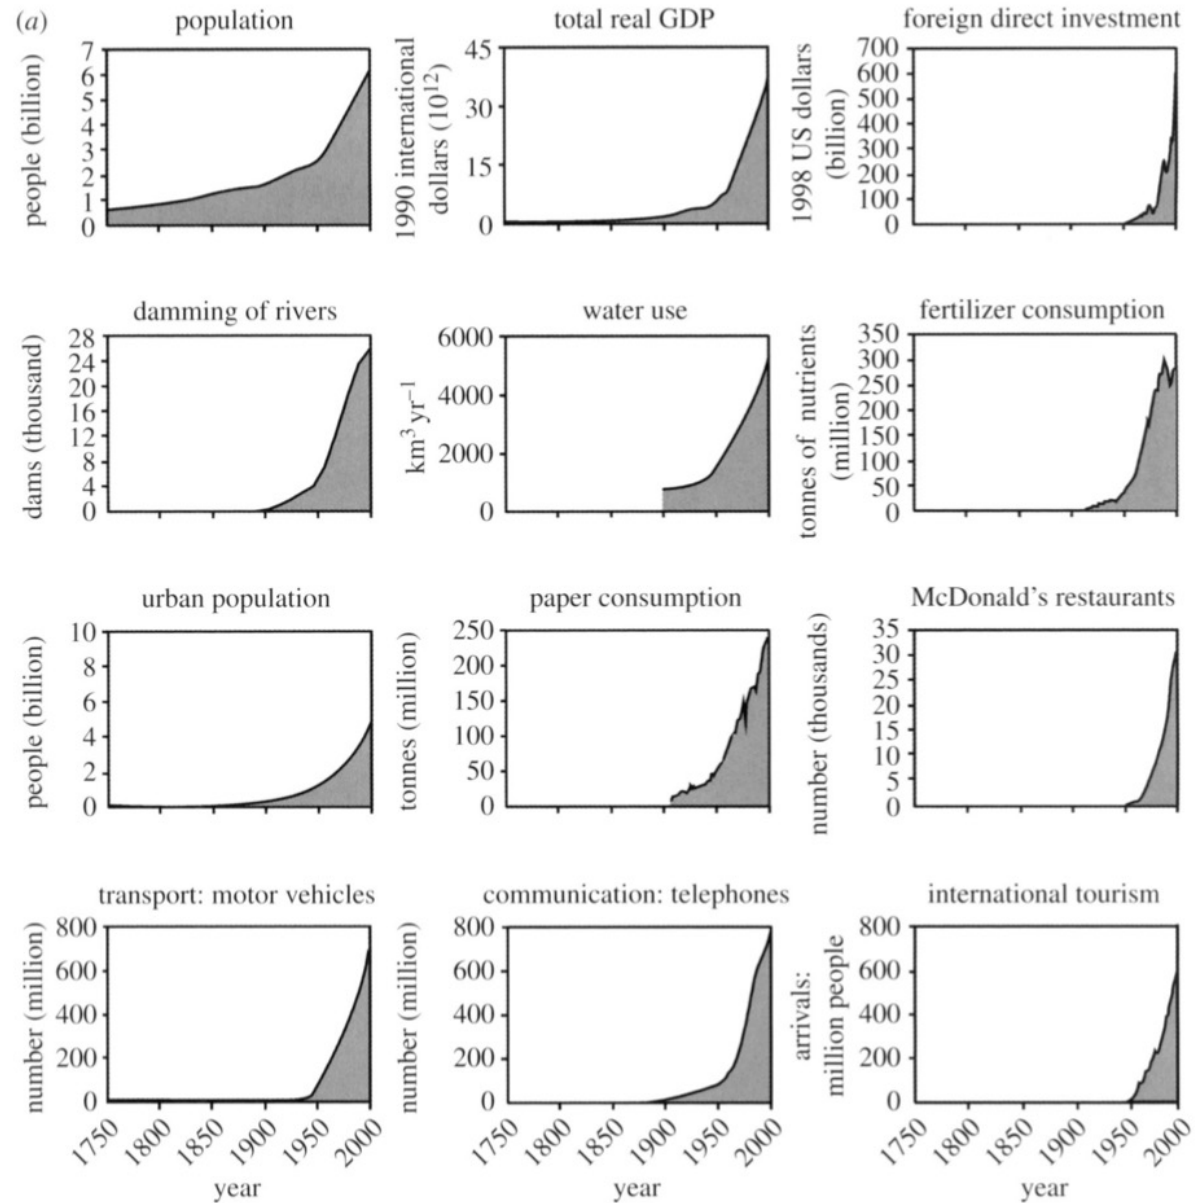 (a)
population
people (billion)
7
6
5
4
3
2
1
0
total real GDP
1990 international
dollars (10¹²)
45
30
15
0
foreign direct investment
1998 US dollars
(billion)
700
600
500
400
300
200
100
0
damming of rivers
dams (thousand)
28
24
20
16
12
8
4
0
water use
km³ yr⁻¹
6000
4000
2000
0
fertilizer consumption
tonnes of nutrients
(million)
350
300
250
200
150
100
50
0
urban population
people (billion)
10
8
6
4
2
0
paper consumption
tonnes (million)
250
200
150
100
50
0
McDonald's restaurants
number (thousands)
35
30
25
20
15
10
5
0
transport: motor vehicles
number (million)
800
600
400
200
0
1750 1800 1850 1900 1950 2000
year
communication: telephones
number (million)
800
600
400
200
0
1750 1800 1850 1900 1950 2000
year
international tourism
arrivals:
million people
800
600
400
200
0
1750 1800 1850 1900 1950 2000
year